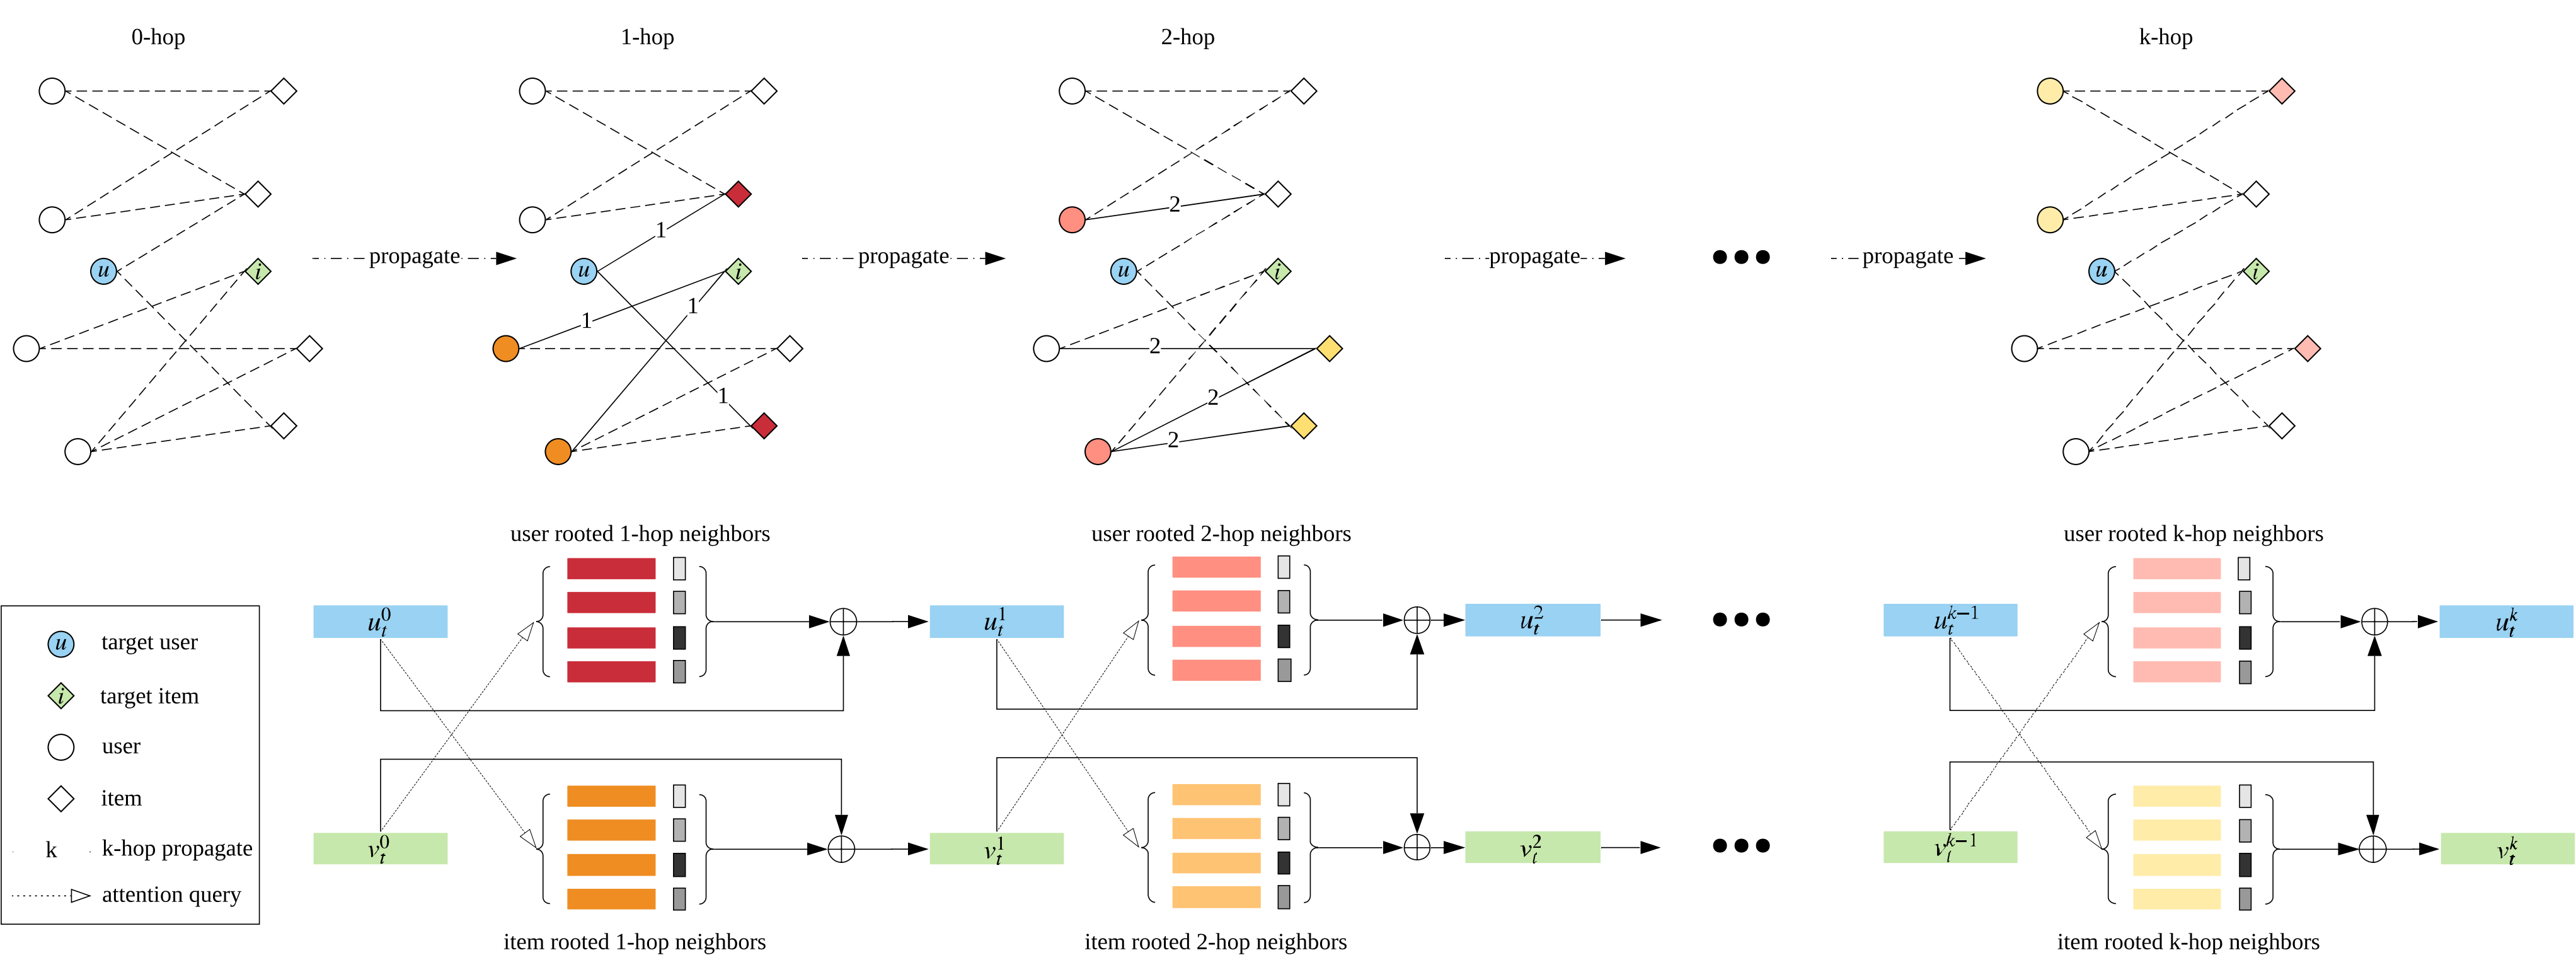 0-hop
1-hop
2-hop
k-hop
2
1
u
i
propagate
u
i
propagate
u
i
propagate
•••
propagate
u
i
1
1
2
1
2
2
user rooted 1-hop neighbors
user rooted 2-hop neighbors
user rooted k-hop neighbors
u_t^0
u_t^1
u_t^2
•••
u_t^{k-1}
u_t^k
u target user
i target item
user
item
k k-hop propagate
attention query
v_t^0
v_t^1
v_t^2
•••
v_t^{k-1}
v_t^k
item rooted 1-hop neighbors
item rooted 2-hop neighbors
item rooted k-hop neighbors